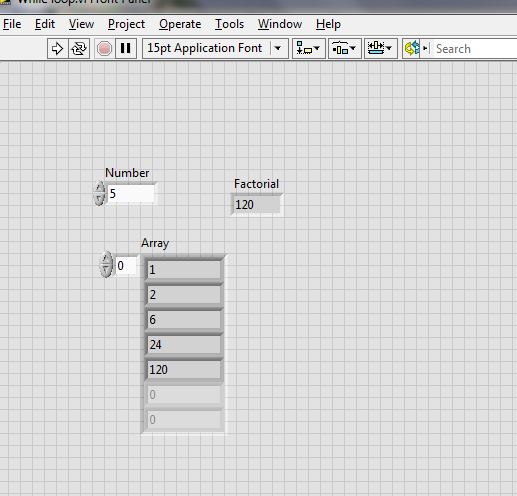 While loop.vi Front Panel
File Edit View Project Operate Tools Window Help
15pt Application Font Search
Number
5
Factorial
120
Array
0
1
2
6
24
120
0
0